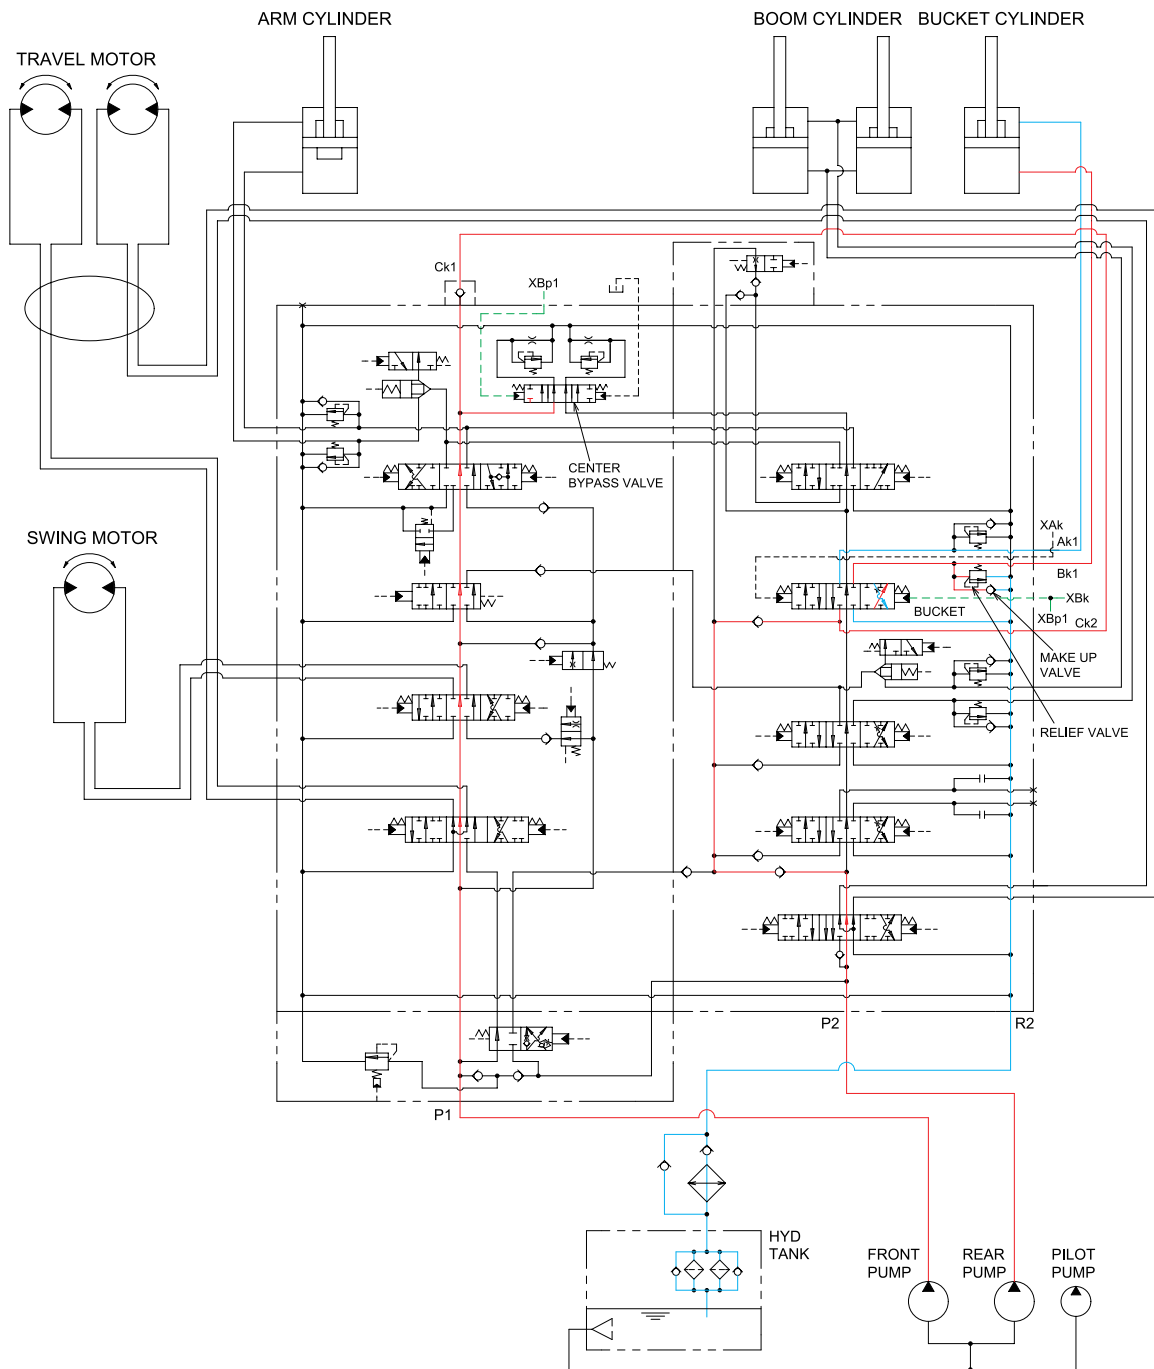 ARM CYLINDER
BOOM CYLINDER
BUCKET CYLINDER
TRAVEL MOTOR
Ck1
XBp1
CENTER
BYPASS VALVE
SWING MOTOR
XAk
Ak1
Bk1
XBk
XBp1
Ck2
BUCKET
MAKE UP
VALVE
RELIEF VALVE
P2
R2
P1
HYD
TANK
FRONT
PUMP
REAR
PUMP
PILOT
PUMP